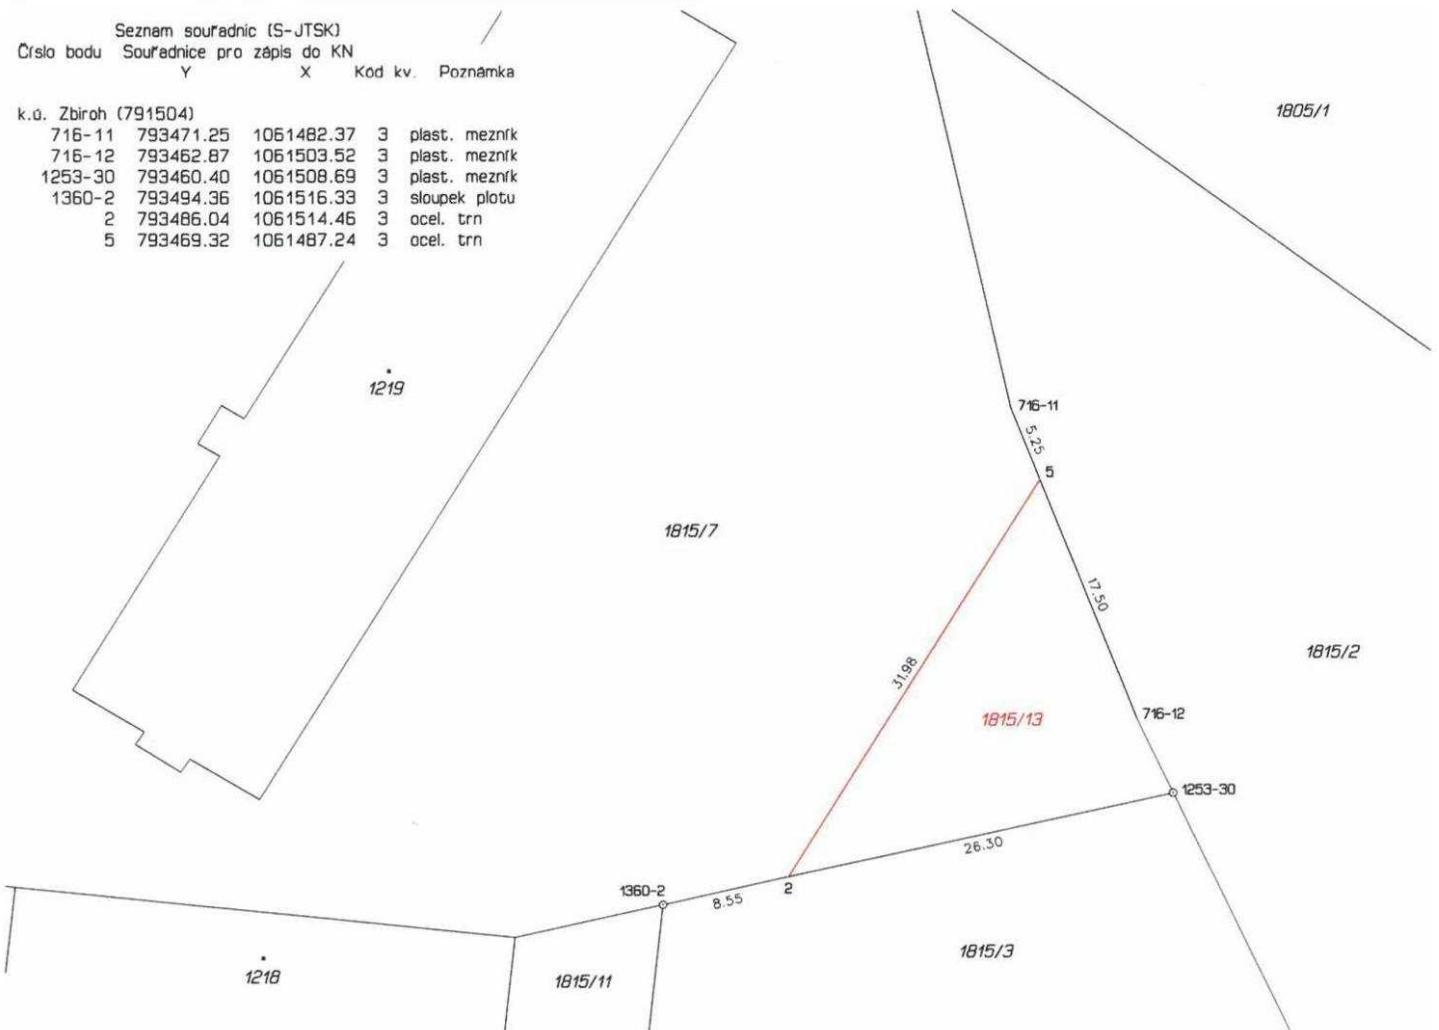 Seznam souřadnic (S-JTSK)
Číslo bodu Souřadnice pro zápis do KN
Y X Kód kv. Poznámka
k.ú. Zbiroh (791504)
716-11 793471.25 1061482.37 3 plast. mezník
716-12 793462.87 1061503.52 3 plast. mezník
1253-30 793460.40 1061508.69 3 plast. mezník
1360-2 793494.36 1061516.33 3 sloupek plotu
2 793486.04 1061514.46 3 ocel. trn
5 793469.32 1061487.24 3 ocel. trn
1805/1
1219
716-11
5.25
5
1815/7
17.50
1815/2
31.98
1815/13
716-12
1253-30
26.30
1360-2
2
8.55
1815/3
1218
1815/11